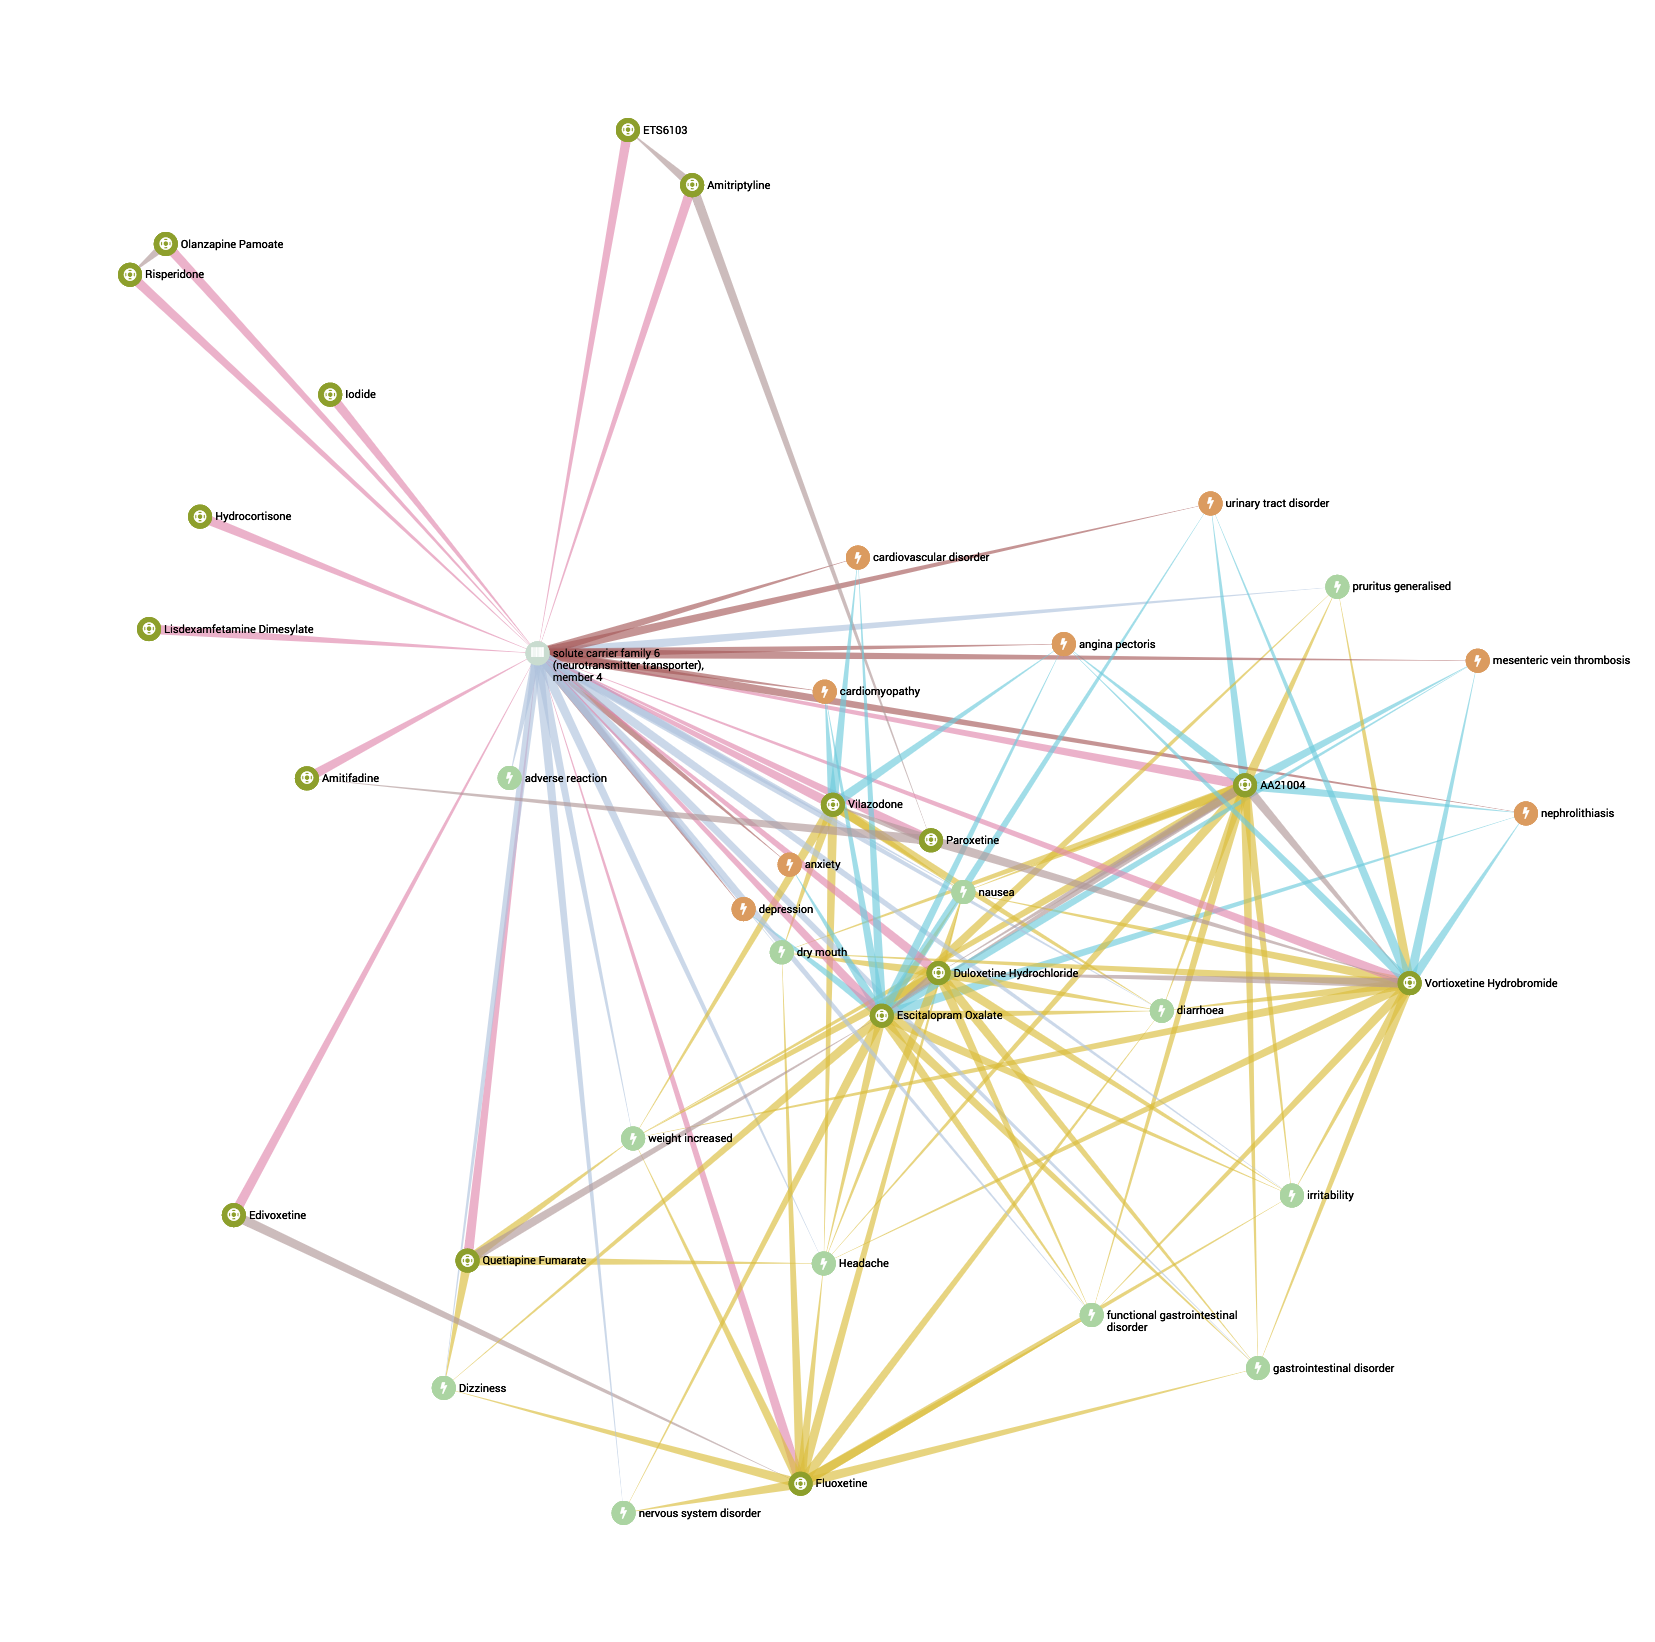 ETS6103
Amitriptyline
Olanzapine Pamoate
Risperidone
Iodide
urinary tract disorder
Hydrocortisone
cardiovascular disorder
pruritus generalised
Lisdexamfetamine Dimesylate
angina pectoris
solute carrier family 6
(neurotransmitter transporter),
member 4
mesenteric vein thrombosis
cardiomyopathy
Amitifadine
adverse reaction
AA21004
Vilazodone
nephrolithiasis
Paroxetine
anxiety
nausea
depression
dry mouth
Duloxetine Hydrochloride
Vortioxetine Hydrobromide
diarrhoea
Escitalopram Oxalate
weight increased
irritability
Edivoxetine
Quetiapine Fumarate
Headache
functional gastrointestinal
disorder
gastrointestinal disorder
Dizziness
Fluoxetine
nervous system disorder